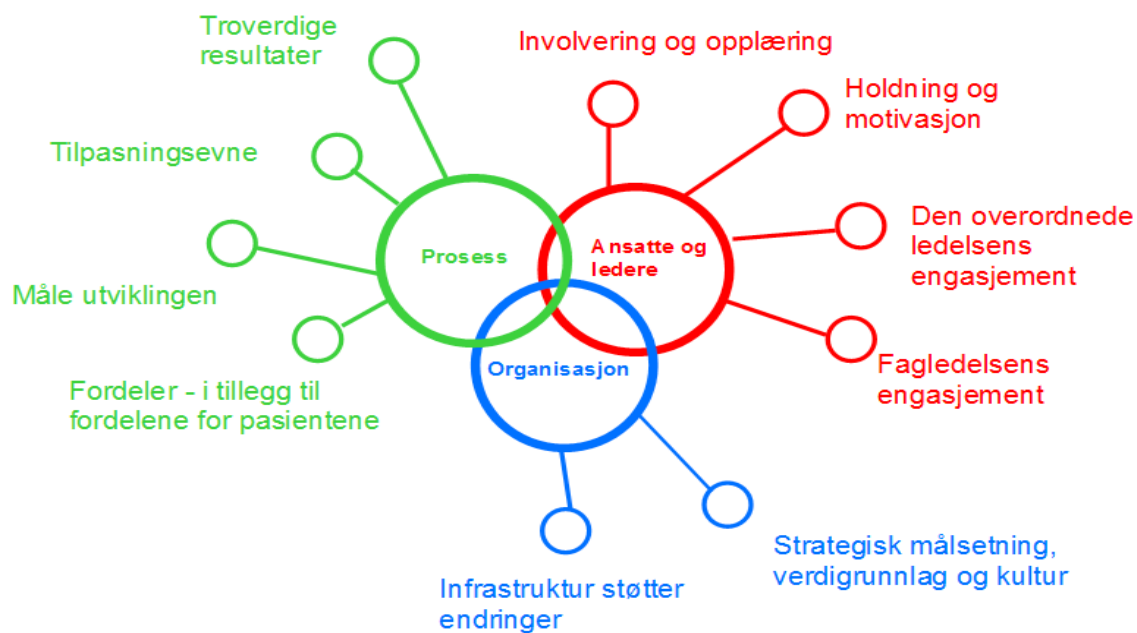 Troverdige
resultater
Involvering og opplæring
Holdning og
motivasjon
Tilpasningsevne
Den overordnede
ledelsens
engasjement
Prosess
Ansatte og
ledere
Måle utviklingen
Fagledelsens
engasjement
Organisasjon
Fordeler - i tillegg til
fordelene for pasientene
Strategisk målsetning,
verdigrunnlag og kultur
Infrastruktur støtter
endringer